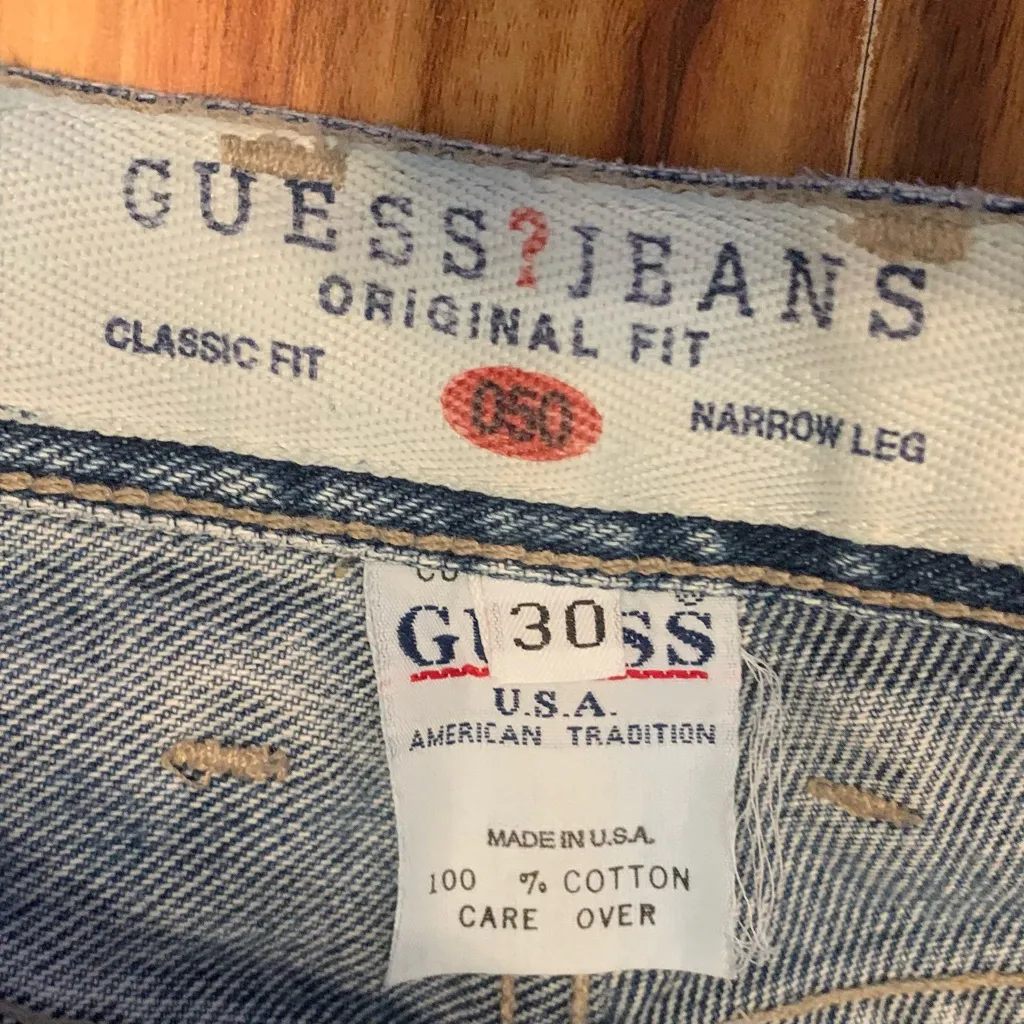 GUESS?JEANS
ORIGINAL FIT
CLASSIC FIT
050
NARROW LEG
30
U.S.A.
AMERICAN TRADITION
MADE IN U.S.A.
100 % COTTON
CARE OVER